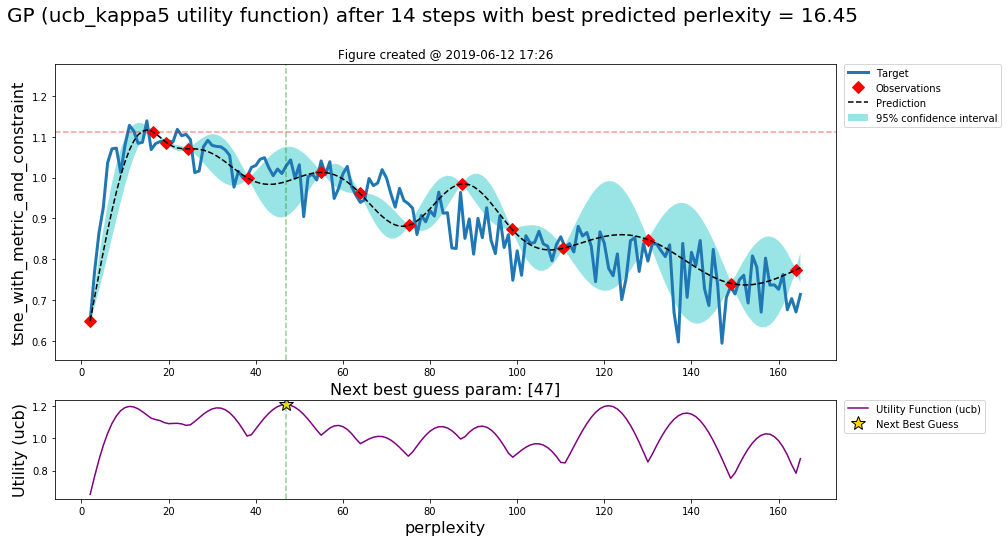 GP (ucb_kappa5 utility function) after 14 steps with best predicted perlexity = 16.45
Figure created @ 2019-06-12 17:26
tsne_with_metric_and_constraint
1.2
1.1
1.0
0.9
0.8
0.7
0.6
0 20 40 60 80 100 120 140 160
Target
Observations
Prediction
95% confidence interval
Next best guess param: [47]
Utility (ucb)
1.2
1.0
0.8
0 20 40 60 80 100 120 140 160
perplexity
Utility Function (ucb)
Next Best Guess